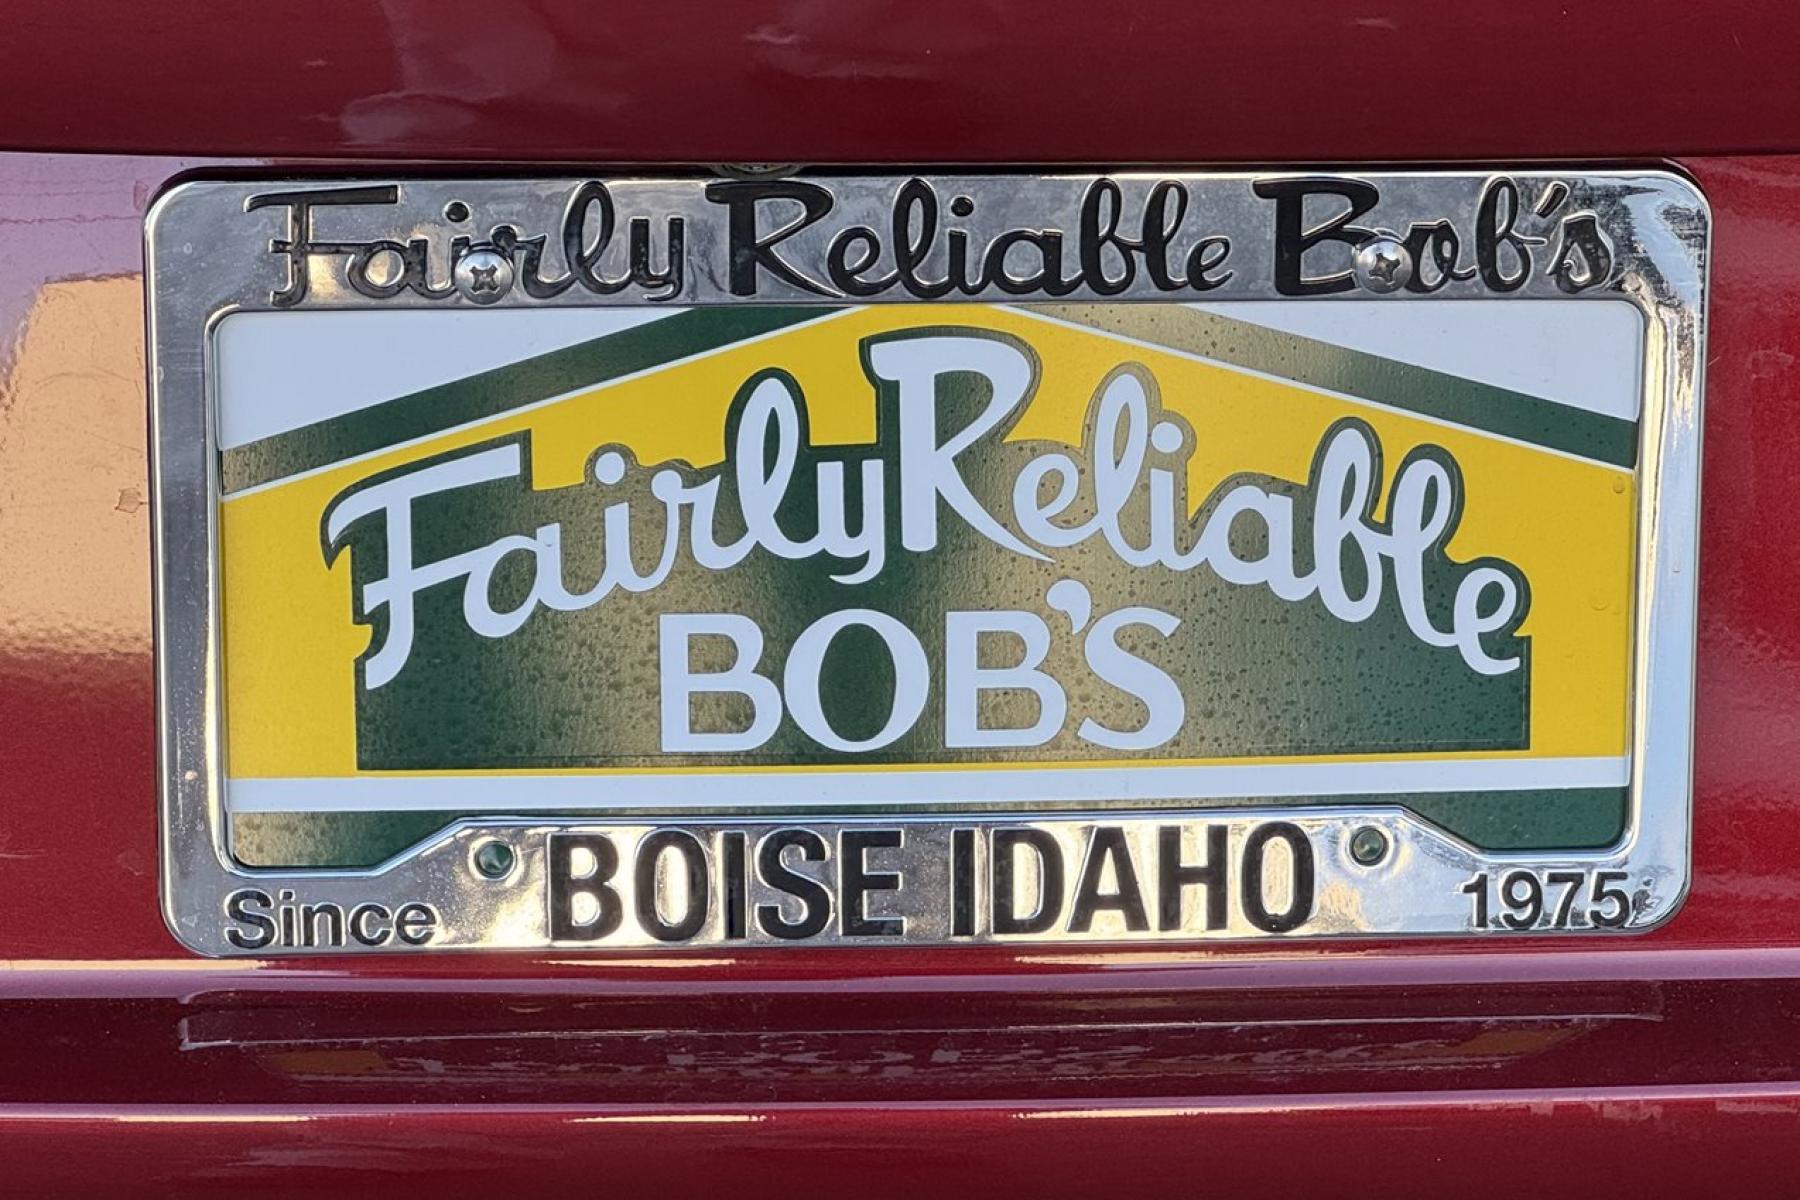 Fairly Reliable Bob's
Fairly Reliable
BOB'S
BOISE IDAHO
Since 1975